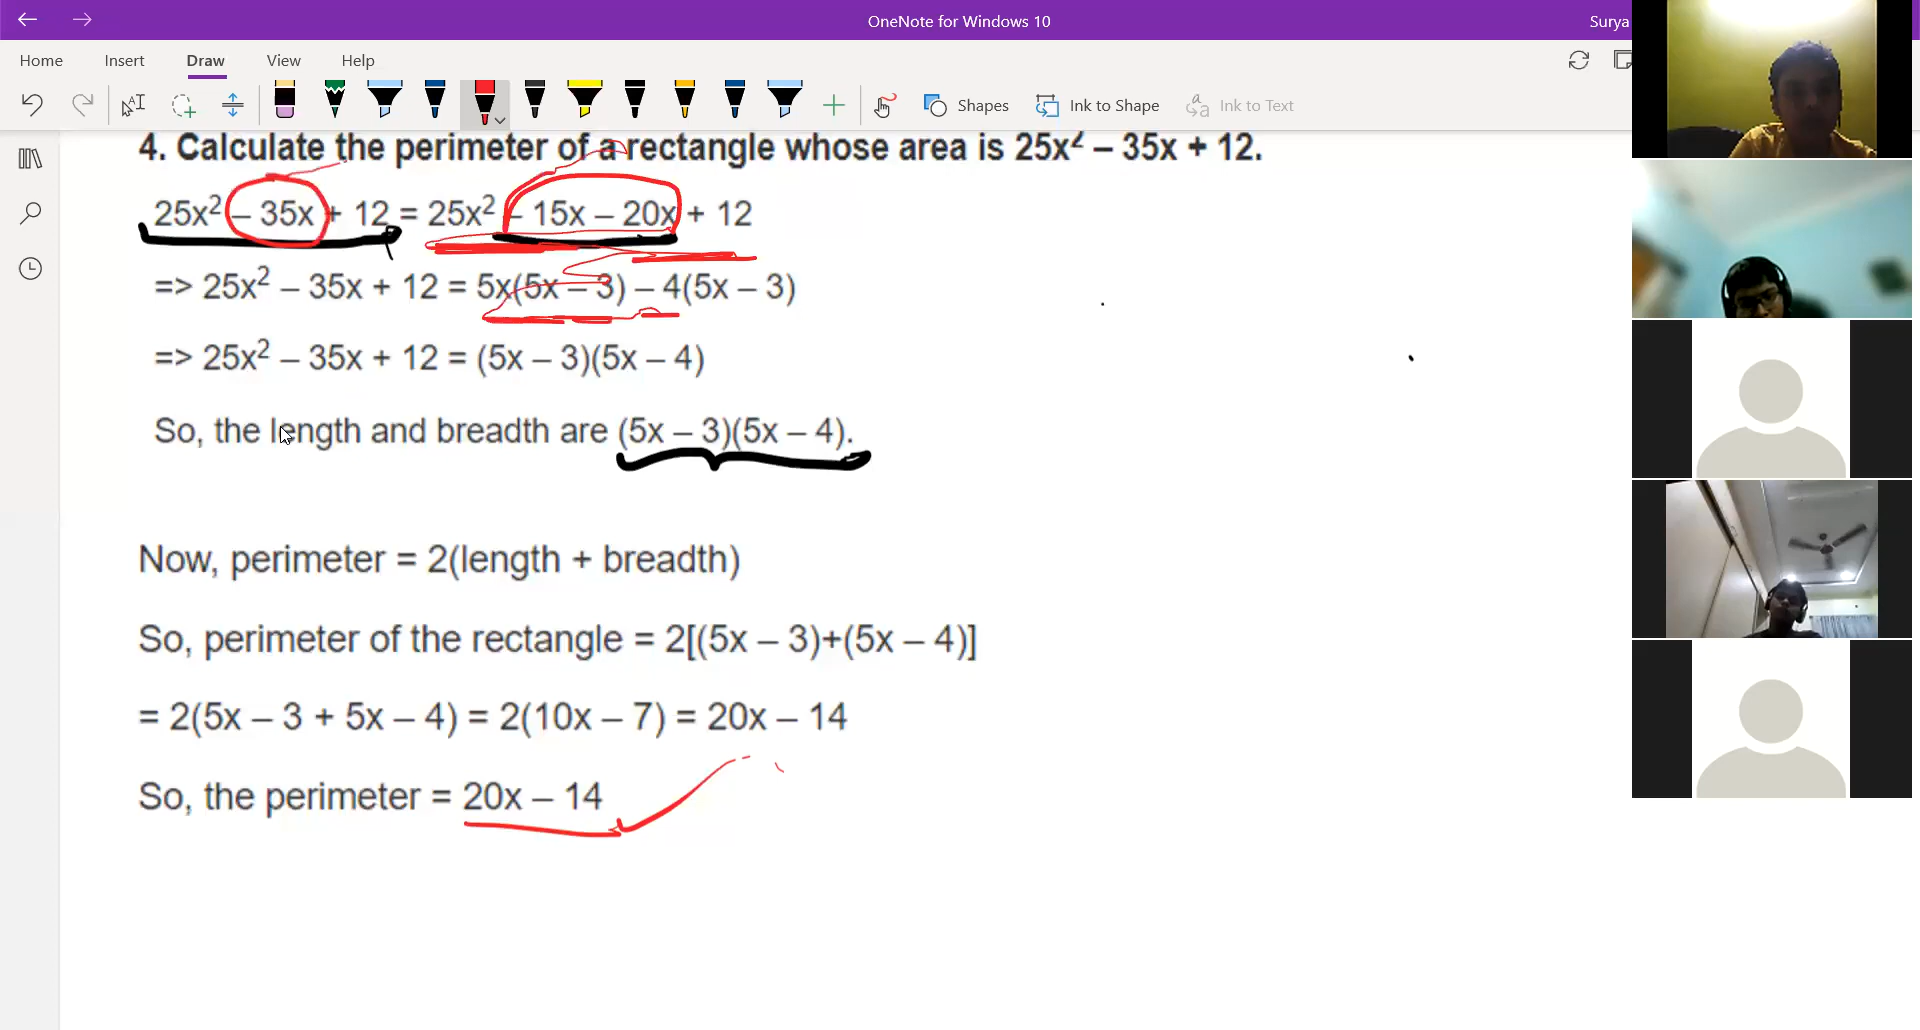 OneNote for Windows 10
Surya
Home Insert Draw View Help
Shapes Ink to Shape Ink to Text
4. Calculate the perimeter of a rectangle whose area is 25x² – 35x + 12.
25x² – 35x + 12 = 25x² – 15x – 20x + 12
=> 25x² – 35x + 12 = 5x(5x – 3) – 4(5x – 3)
=> 25x² – 35x + 12 = (5x – 3)(5x – 4)
So, the length and breadth are (5x – 3)(5x – 4).
Now, perimeter = 2(length + breadth)
So, perimeter of the rectangle = 2[(5x – 3)+(5x – 4)]
= 2(5x – 3 + 5x – 4) = 2(10x – 7) = 20x – 14
So, the perimeter = 20x – 14